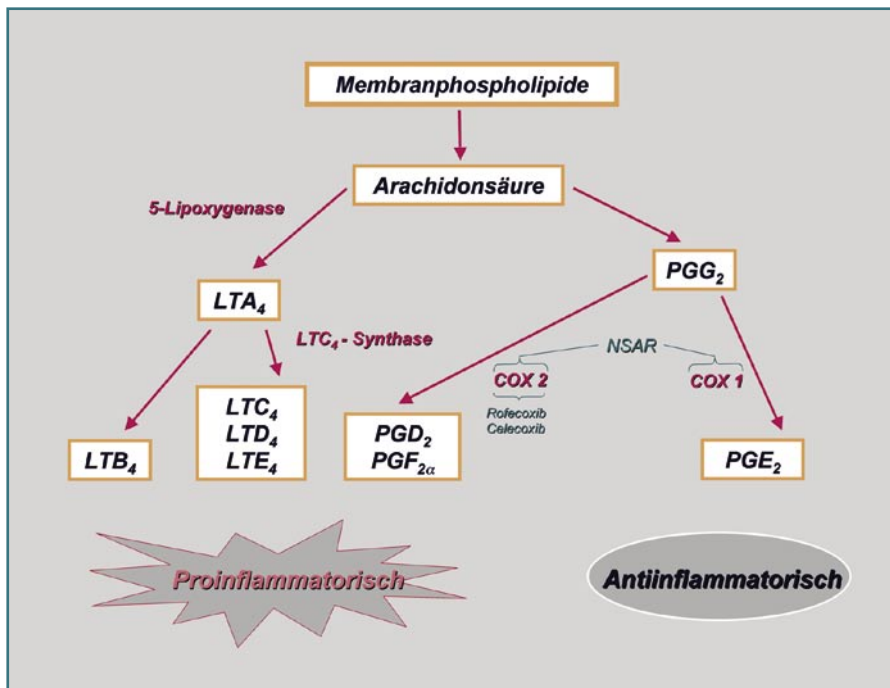 Membranphospholipide
Arachidonsäure
5-Lipoxygenase
PGG₂
LTA₄
LTC₄ - Synthase
NSAR
COX 2
COX 1
Rofecoxib
Celecoxib
LTB₄
LTC₄
LTD₄
LTE₄
PGD₂
PGF₂α
PGE₂
Proinflammatorisch
Antiinflammatorisch